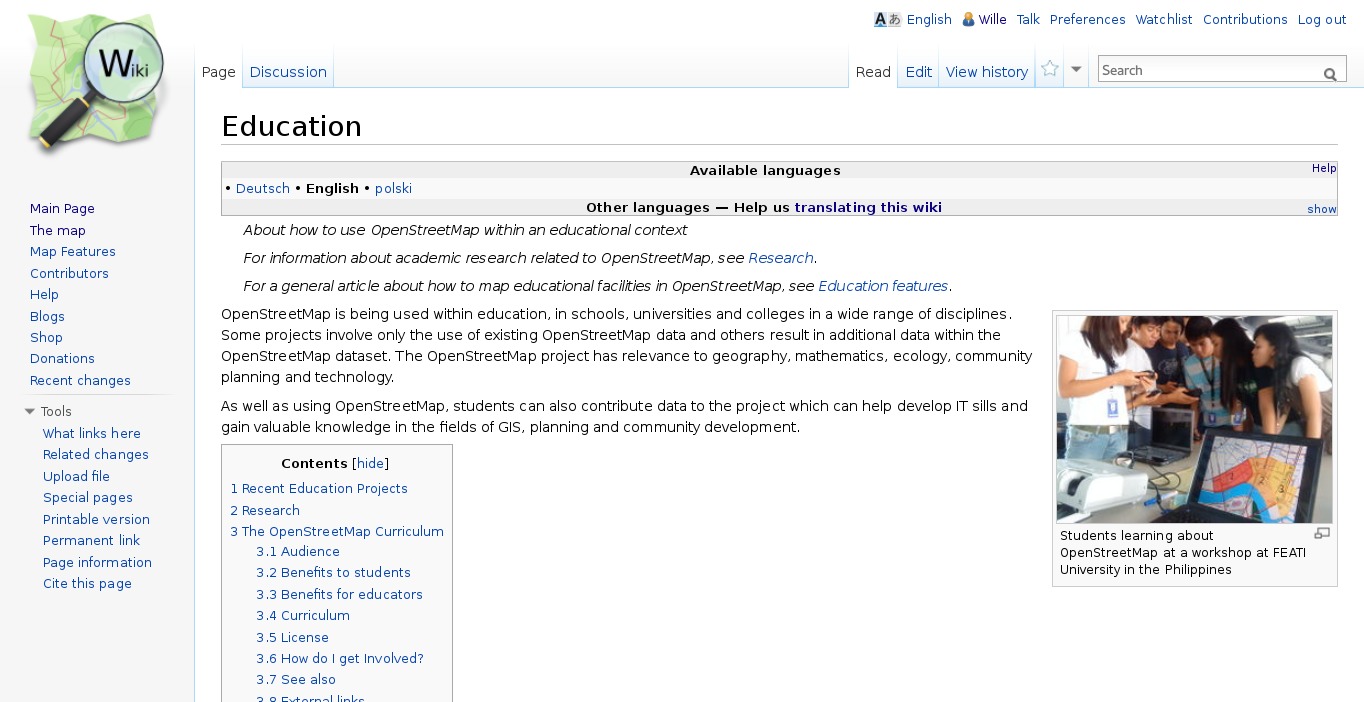 Wiki
English Wille Talk Preferences Watchlist Contributions Log out
Page Discussion Read Edit View history Search
Education
Available languages Help
• Deutsch • English • polski
Other languages — Help us translating this wiki show
About how to use OpenStreetMap within an educational context
For information about academic research related to OpenStreetMap, see Research.
For a general article about how to map educational facilities in OpenStreetMap, see Education features.
OpenStreetMap is being used within education, in schools, universities and colleges in a wide range of disciplines.
Some projects involve only the use of existing OpenStreetMap data and others result in additional data within the
OpenStreetMap dataset. The OpenStreetMap project has relevance to geography, mathematics, ecology, community
planning and technology.
As well as using OpenStreetMap, students can also contribute data to the project which can help develop IT sills and
gain valuable knowledge in the fields of GIS, planning and community development.
Students learning about
OpenStreetMap at a workshop at FEATI
University in the Philippines
Contents [hide]
1 Recent Education Projects
2 Research
3 The OpenStreetMap Curriculum
3.1 Audience
3.2 Benefits to students
3.3 Benefits for educators
3.4 Curriculum
3.5 License
3.6 How do I get Involved?
3.7 See also
3.8 External links
Main Page
The map
Map Features
Contributors
Help
Blogs
Shop
Donations
Recent changes
Tools
What links here
Related changes
Upload file
Special pages
Printable version
Permanent link
Page information
Cite this page